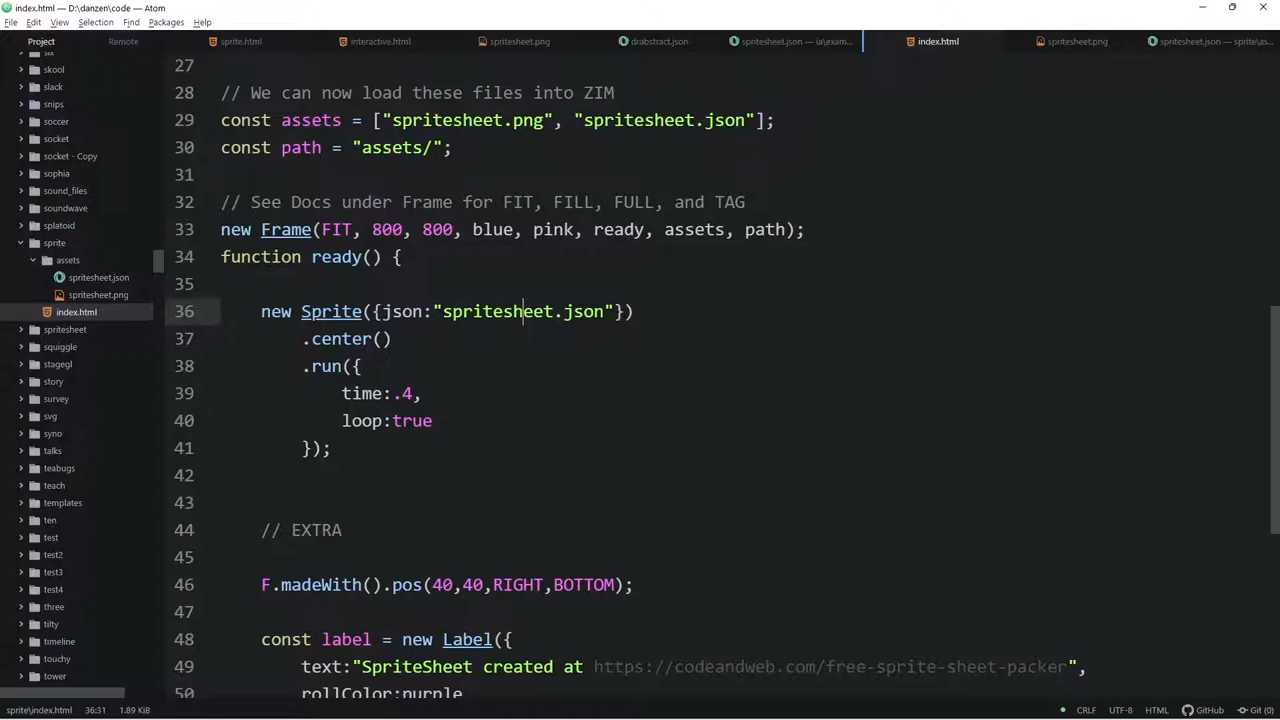 index.html — D:\danzen\code — Atom
File Edit View Selection Find Packages Help
Project Remote sprite.html interactive.html spritesheet.png drabstract.json spritesheet.json — ia\exam... index.html spritesheet.png spritesheet.json — sprite\as...
six
skool
slack
snips
soccer
socket
socket - Copy
sophia
sound_files
soundwave
splatoid
sprite
assets
spritesheet.json
spritesheet.png
index.html
spritesheet
squiggle
stagegl
story
survey
svg
syno
talks
teabugs
teach
templates
ten
test
test2
test3
test4
three
tilty
timeline
touchy
tower
27
28 // We can now load these files into ZIM
29 const assets = ["spritesheet.png", "spritesheet.json"];
30 const path = "assets/";
31
32 // See Docs under Frame for FIT, FILL, FULL, and TAG
33 new Frame(FIT, 800, 800, blue, pink, ready, assets, path);
34 function ready() {
35
36 new Sprite({json:"spritesheet.json"})
37 .center()
38 .run({
39 time:.4,
40 loop:true
41 });
42
43
44 // EXTRA
45
46 F.madeWith().pos(40,40,RIGHT,BOTTOM);
47
48 const label = new Label({
49 text:"SpriteSheet created at https://codeandweb.com/free-sprite-sheet-packer",
50 rollColor:purple
sprite\index.html 36:31 1.89 KiB CRLF UTF-8 HTML GitHub Git (0)